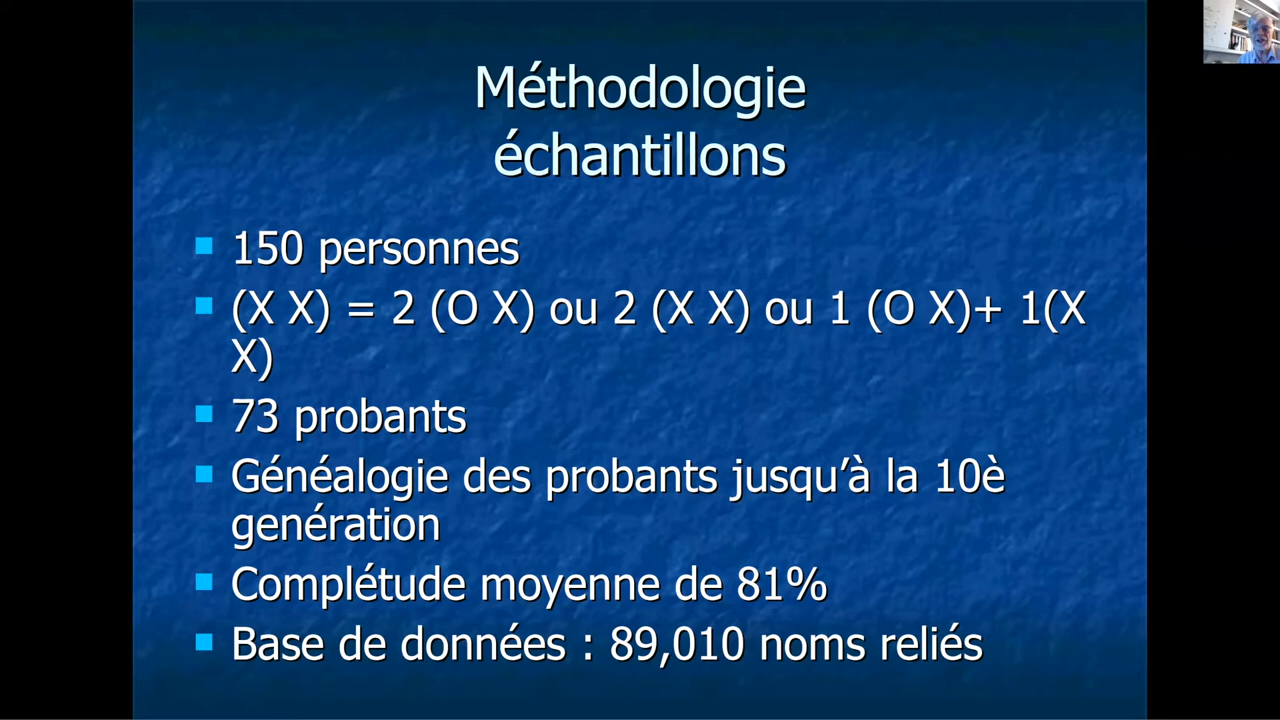 Méthodologie
échantillons
150 personnes
(X X) = 2 (O X) ou 2 (X X) ou 1 (O X)+ 1(X
X)
73 probants
Généalogie des probants jusqu’à la 10è
genération
Complétude moyenne de 81%
Base de données : 89,010 noms reliés